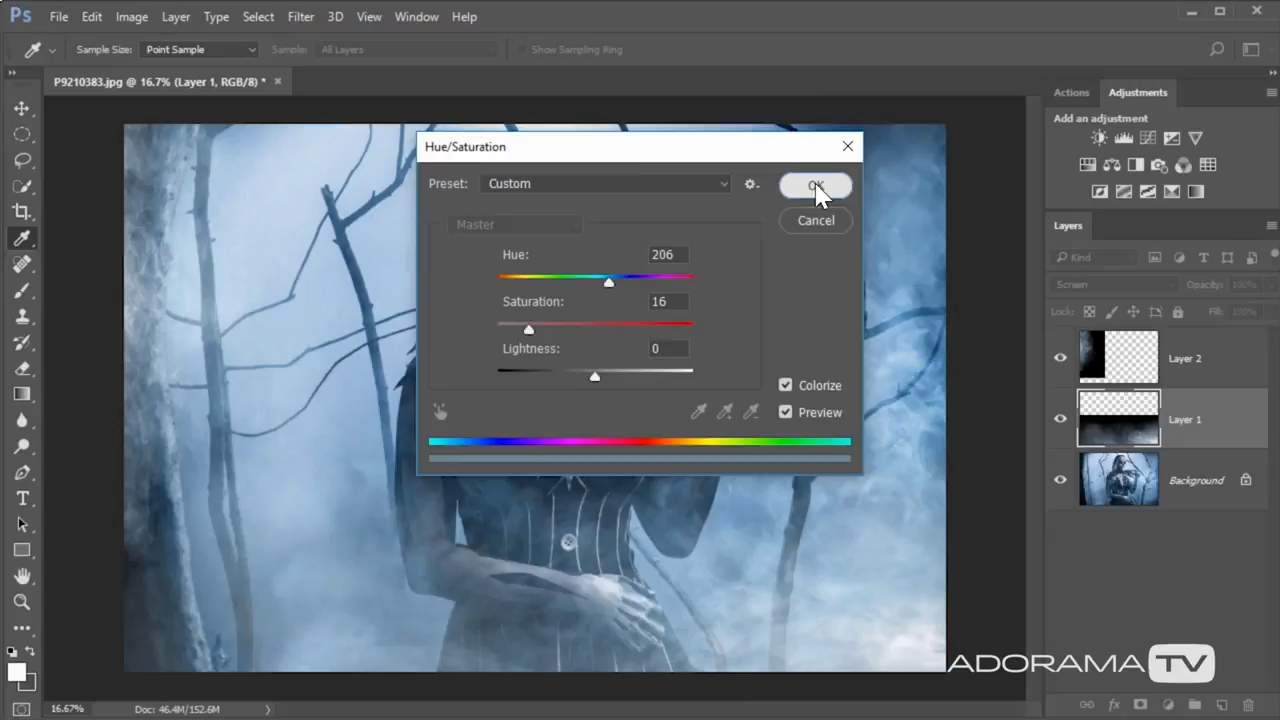 Ps File Edit Image Layer Type Select Filter 3D View Window Help
Sample Size: Point Sample Sample: All Layers Show Sampling Ring
P9210383.jpg @ 16.7% (Layer 1, RGB/8) * ×
Actions Adjustments
Add an adjustment
Hue/Saturation
Preset: Custom
OK
Cancel
Master
Hue: 206
Saturation: 16
Lightness: 0
Colorize
Preview
Layers
Kind
Screen Opacity: 100%
Lock: Fill: 100%
Layer 2
Layer 1
Background
ADORAMA TV
16.67% Doc: 46.4M/152.6M
fx